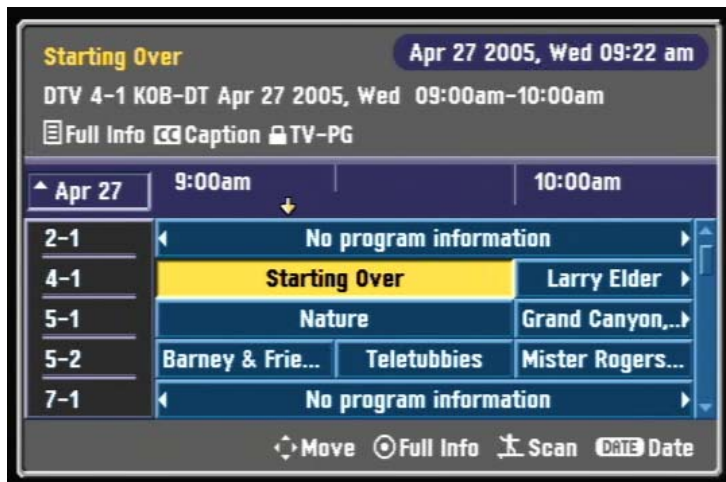 Starting Over
Apr 27 2005, Wed 09:22 am
DTV 4-1 KOB-DT Apr 27 2005, Wed 09:00am-10:00am
Full Info CC Caption TV-PG
Apr 27 9:00am 10:00am
2-1 No program information
4-1 Starting Over Larry Elder
5-1 Nature Grand Canyon,..
5-2 Barney & Frie... Teletubbies Mister Rogers...
7-1 No program information
Move Full Info Scan DATE Date